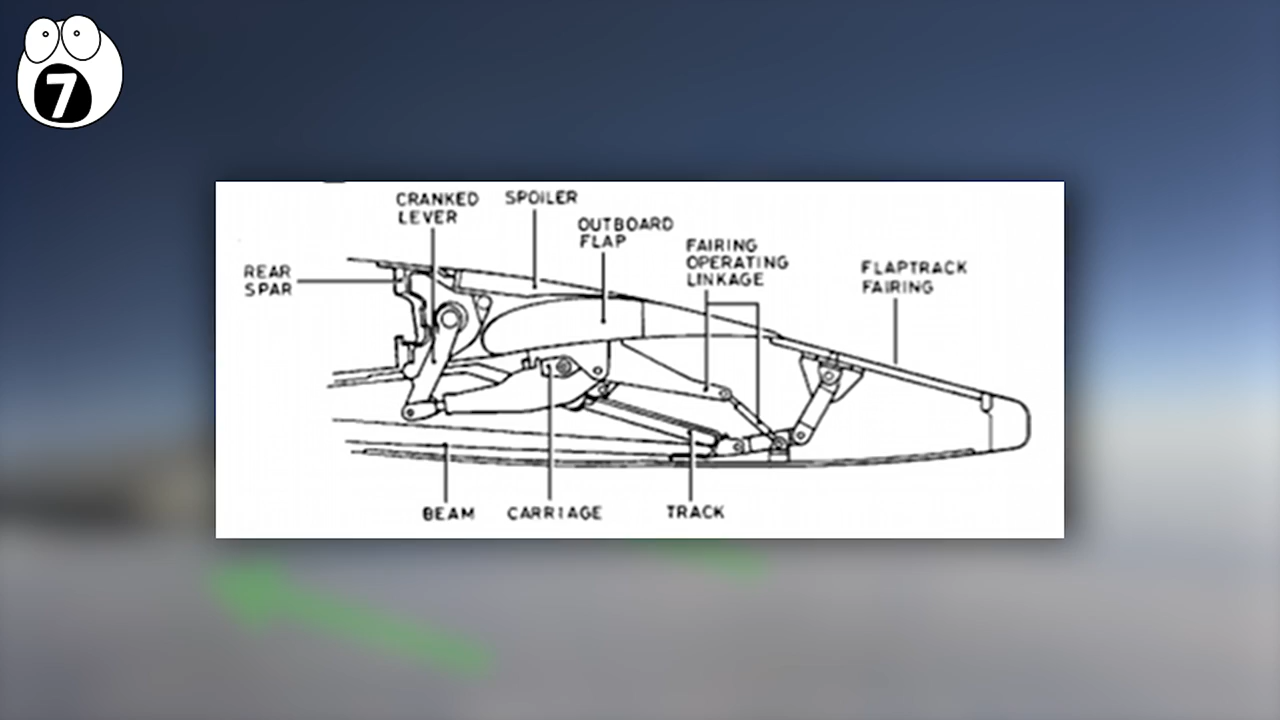 7
CRANKED
LEVER
SPOILER
OUTBOARD
FLAP
FAIRING
OPERATING
LINKAGE
FLAPTRACK
FAIRING
REAR
SPAR
BEAM
CARRIAGE
TRACK